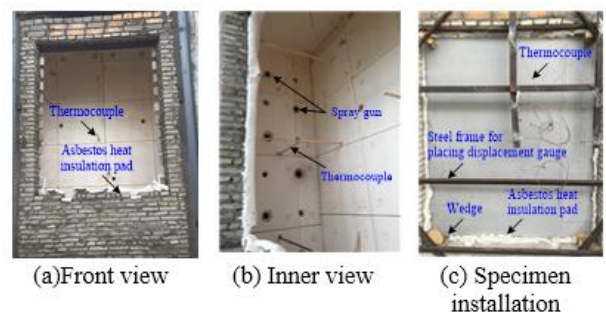 Thermocouple
Asbestos heat
insulation pad
(a)Front view
Spray gun
Thermocouple
(b) Inner view
Thermocouple
Steel frame for
placing displacement gauge
Asbestos heat
insulation pad
Wedge
(c) Specimen
installation